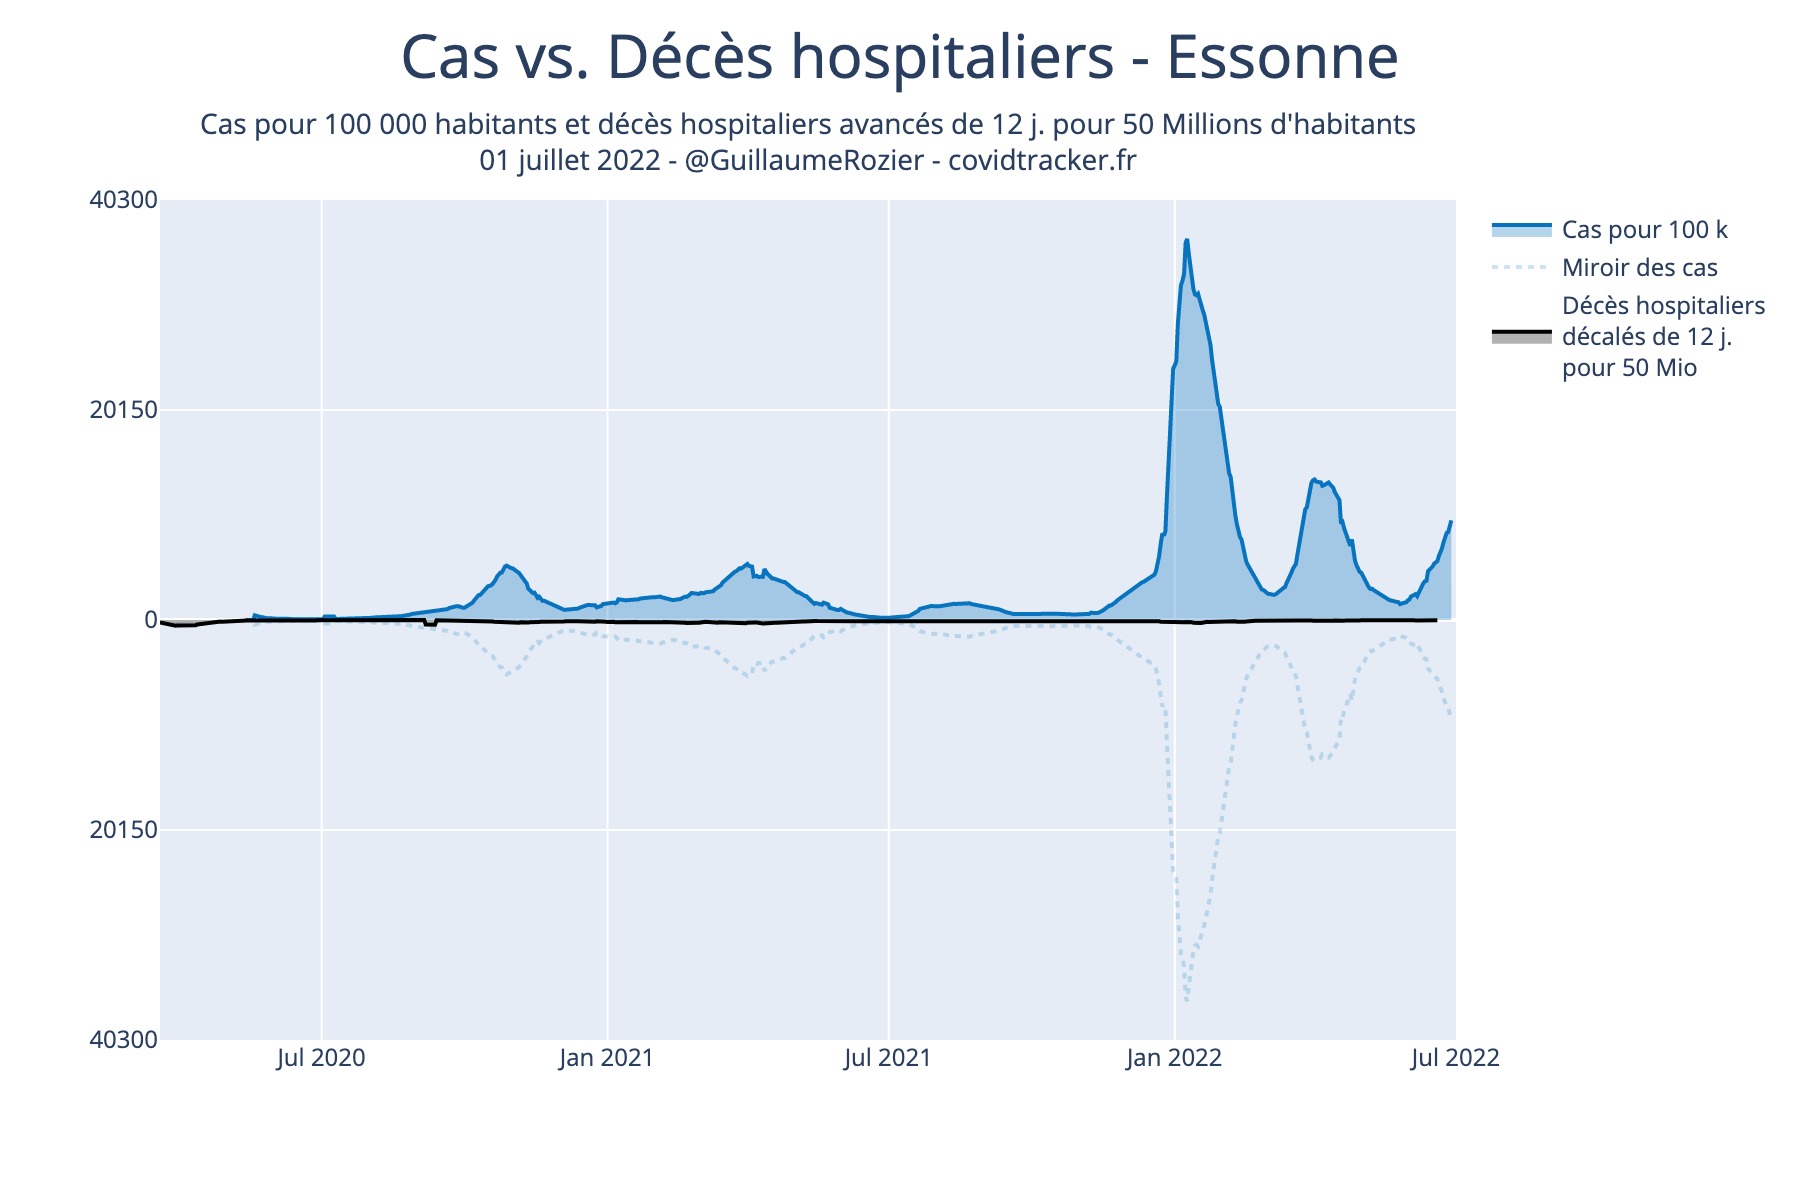 Cas vs. Décès hospitaliers - Essonne
Cas pour 100 000 habitants et décès hospitaliers avancés de 12 j. pour 50 Millions d'habitants
01 juillet 2022 - @GuillaumeRozier - covidtracker.fr
40300
20150
0
20150
40300
Jul 2020
Jan 2021
Jul 2021
Jan 2022
Jul 2022
Cas pour 100 k
Miroir des cas
Décès hospitaliers
décalés de 12 j.
pour 50 Mio